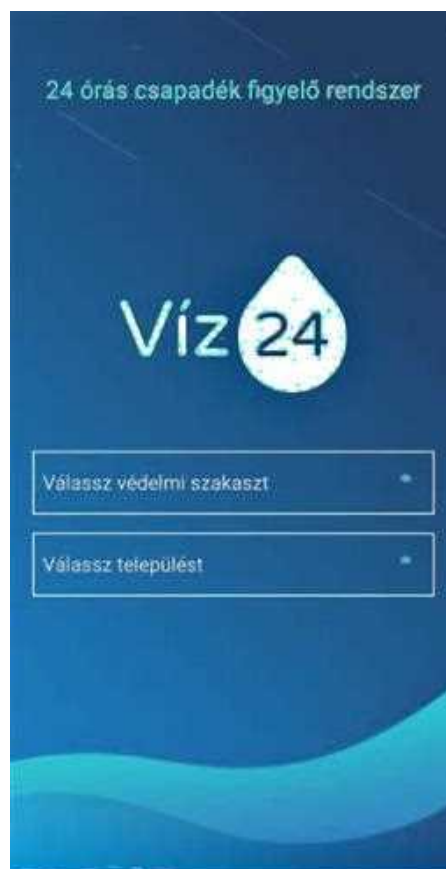 24 órás csapadék figyelő rendszer
Víz 24
Válassz védelmi szakaszt
Válassz települést